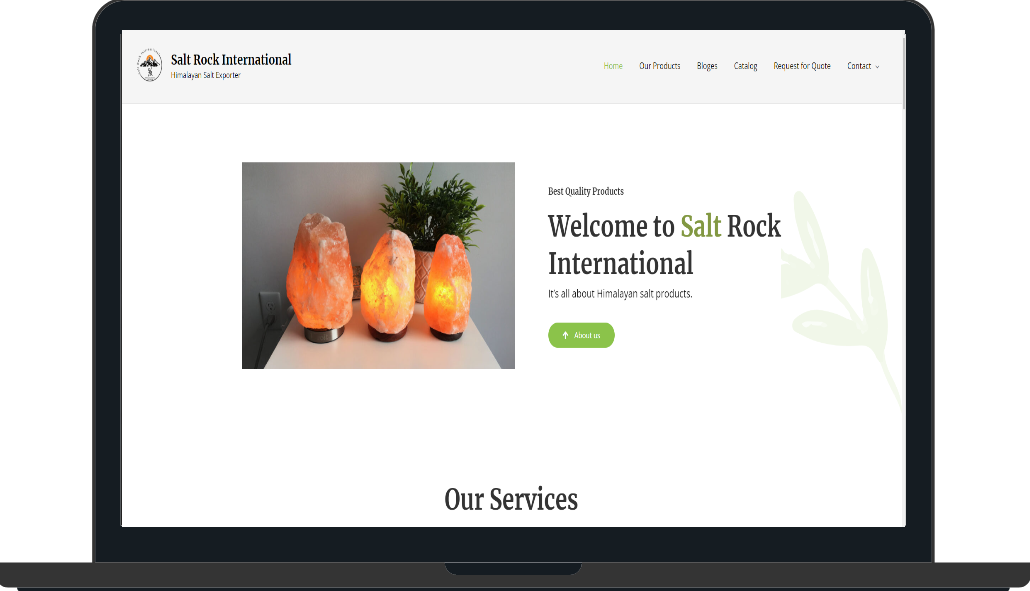 Salt Rock International
Himalayan Salt Exporter
Home Our Products Bloges Catalog Request for Quote Contact
Best Quality Products
Welcome to Salt Rock
International
It's all about Himalayan salt products.
About us
Our Services